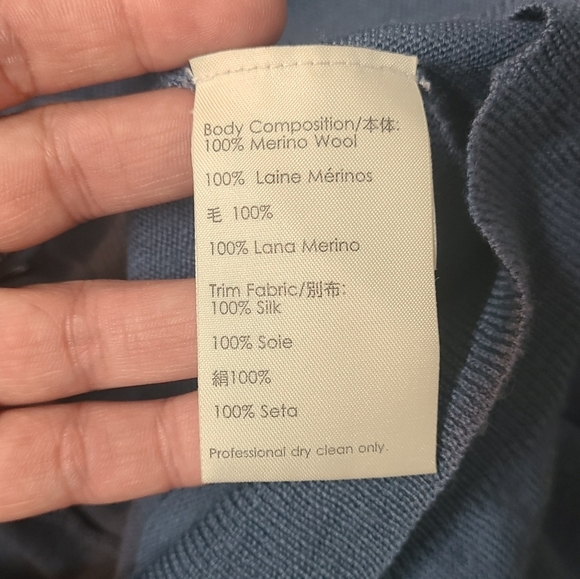 Body Composition/本体:
100% Merino Wool
100% Laine Mérinos
毛 100%
100% Lana Merino
Trim Fabric/別布:
100% Silk
100% Soie
絹100%
100% Seta
Professional dry clean only.